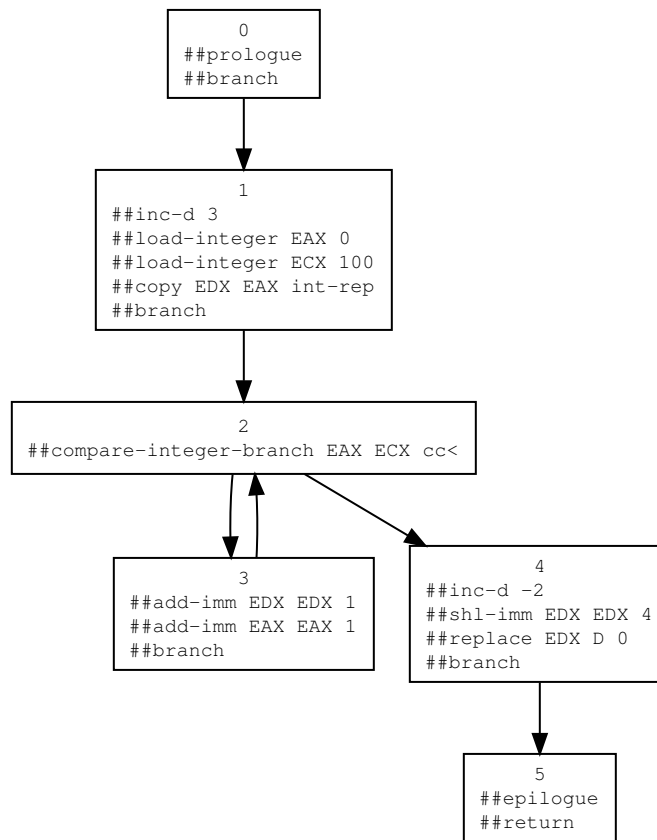 0
##prologue
##branch
1
##inc-d 3
##load-integer EAX 0
##load-integer ECX 100
##copy EDX EAX int-rep
##branch
2
##compare-integer-branch EAX ECX cc<
3
##add-imm EDX EDX 1
##add-imm EAX EAX 1
##branch
4
##inc-d -2
##shl-imm EDX EDX 4
##replace EDX D 0
##branch
5
##epilogue
##return